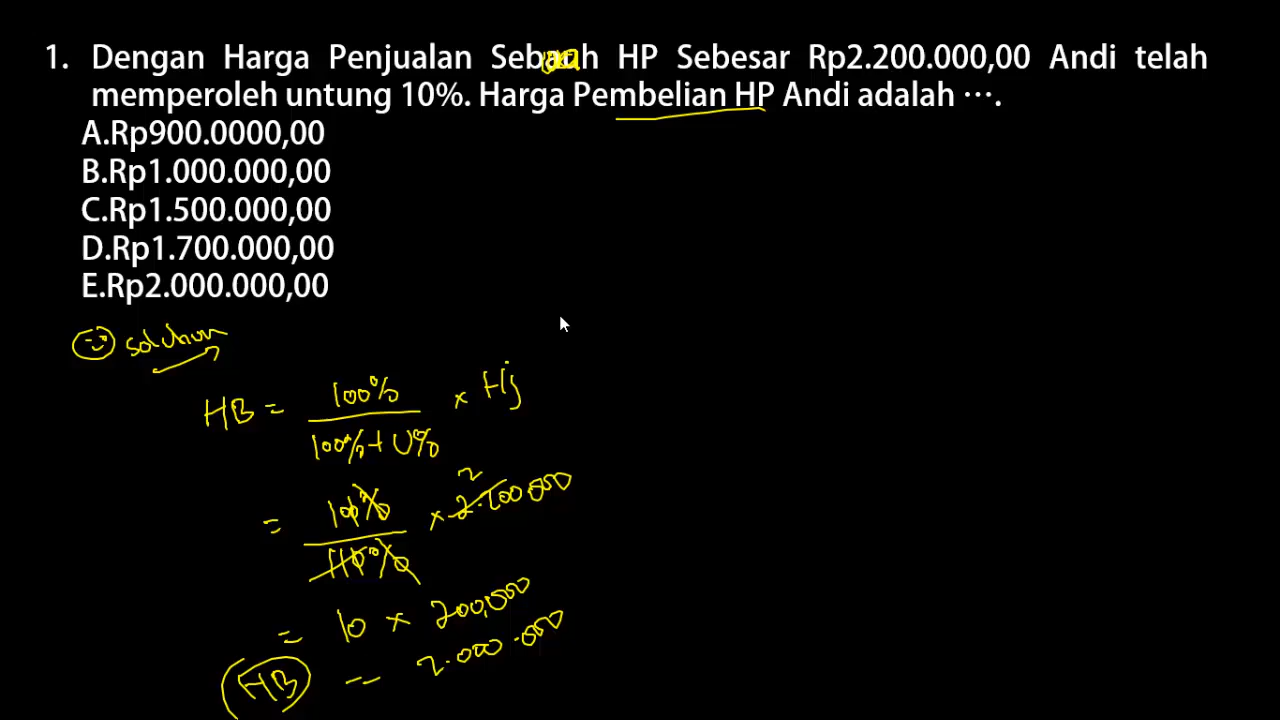 1. Dengan Harga Penjualan Sebuah HP Sebesar Rp2.200.000,00 Andi telah
memperoleh untung 10%. Harga Pembelian HP Andi adalah ⋯.
A.Rp900.0000,00
B.Rp1.000.000,00
C.Rp1.500.000,00
D.Rp1.700.000,00
E.Rp2.000.000,00
solution
HB = 100% / 100% + U% × Hj
= 100% / 110% × 2.200.000 2
= 10 × 200.000
HB = 2.000.000